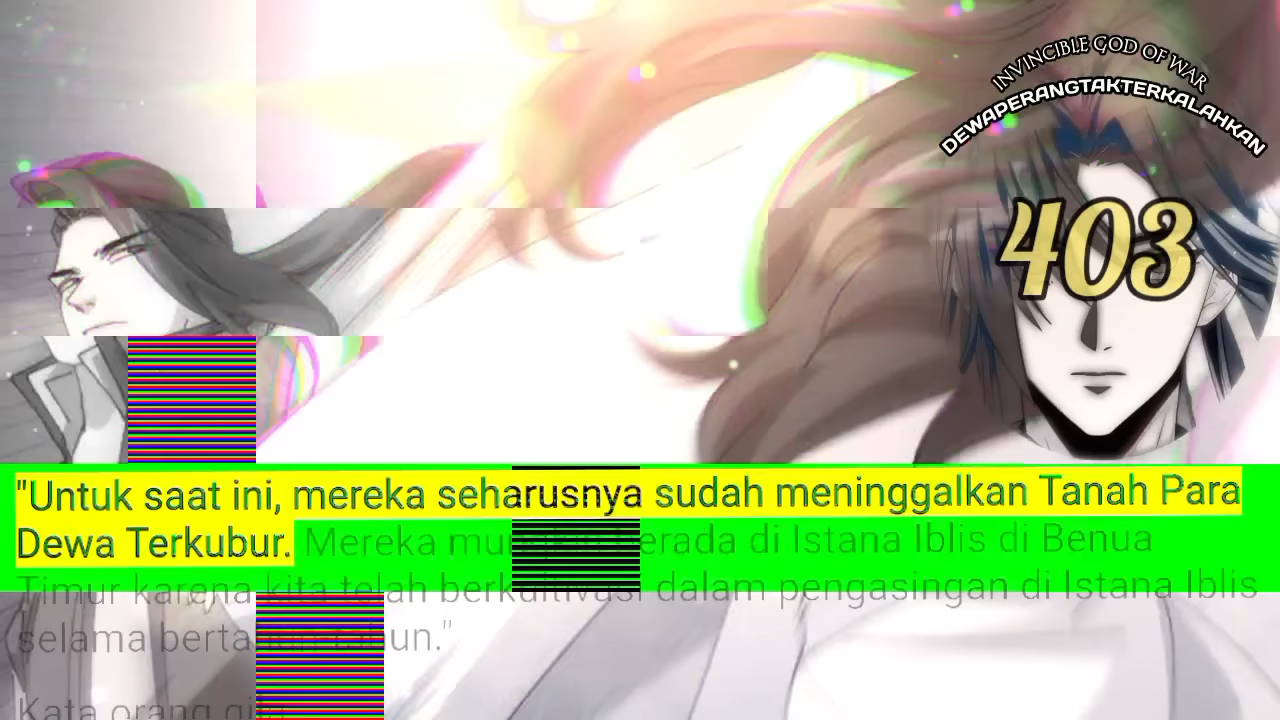 INVINCIBLE GOD OF WAR
DEWAPERANGTAKTERKALAHKAN
403
"Untuk saat ini, mereka seharusnya sudah meninggalkan Tanah Para
Dewa Terkubur. Mereka mungkin berada di Istana Iblis di Benua
Timur karena kita telah berkultivasi dalam pengasingan di Istana Iblis
selama bertahun-tahun."
Kata orang gila